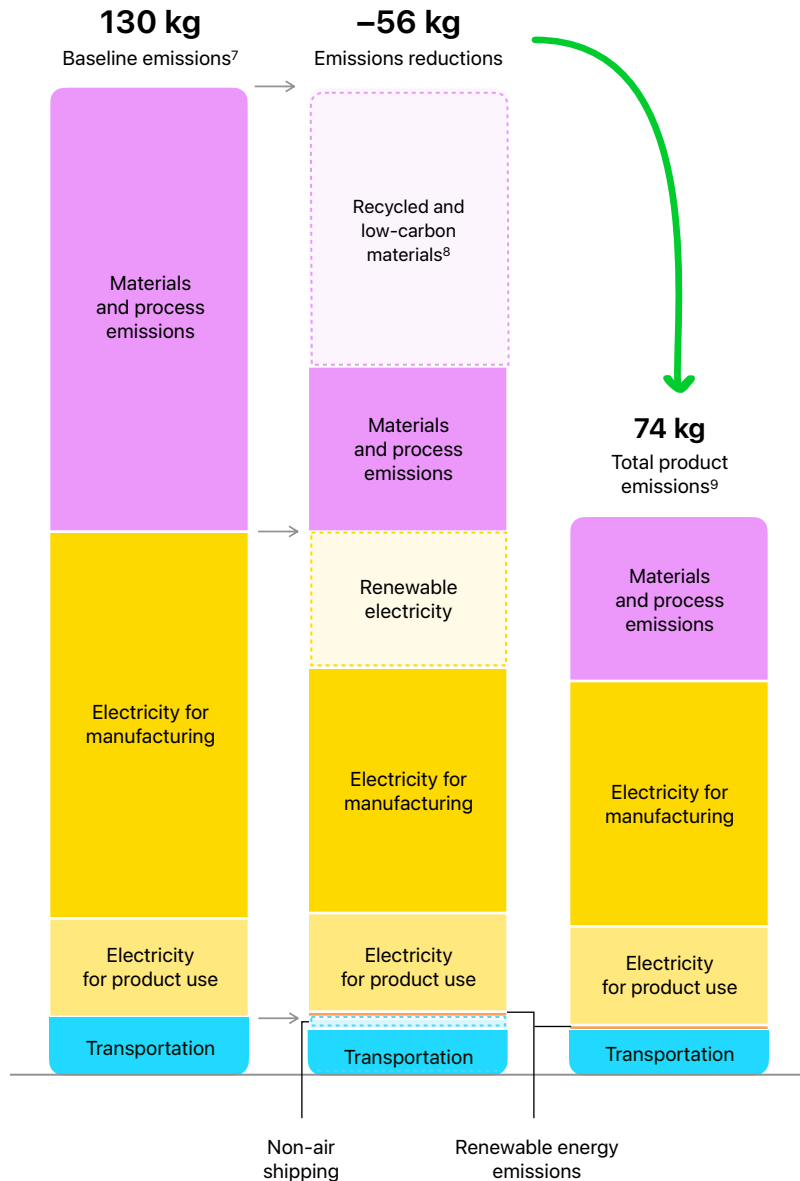 130 kg
Baseline emissions⁷
Materials
and process
emissions
Electricity for
manufacturing
Electricity
for product use
Transportation
–56 kg
Emissions reductions
Recycled and
low-carbon
materials⁸
Materials
and process
emissions
Renewable
electricity
Electricity for
manufacturing
Electricity
for product use
Transportation
74 kg
Total product
emissions⁹
Materials
and process
emissions
Electricity for
manufacturing
Electricity
for product use
Transportation
Non-air
shipping
Renewable energy
emissions